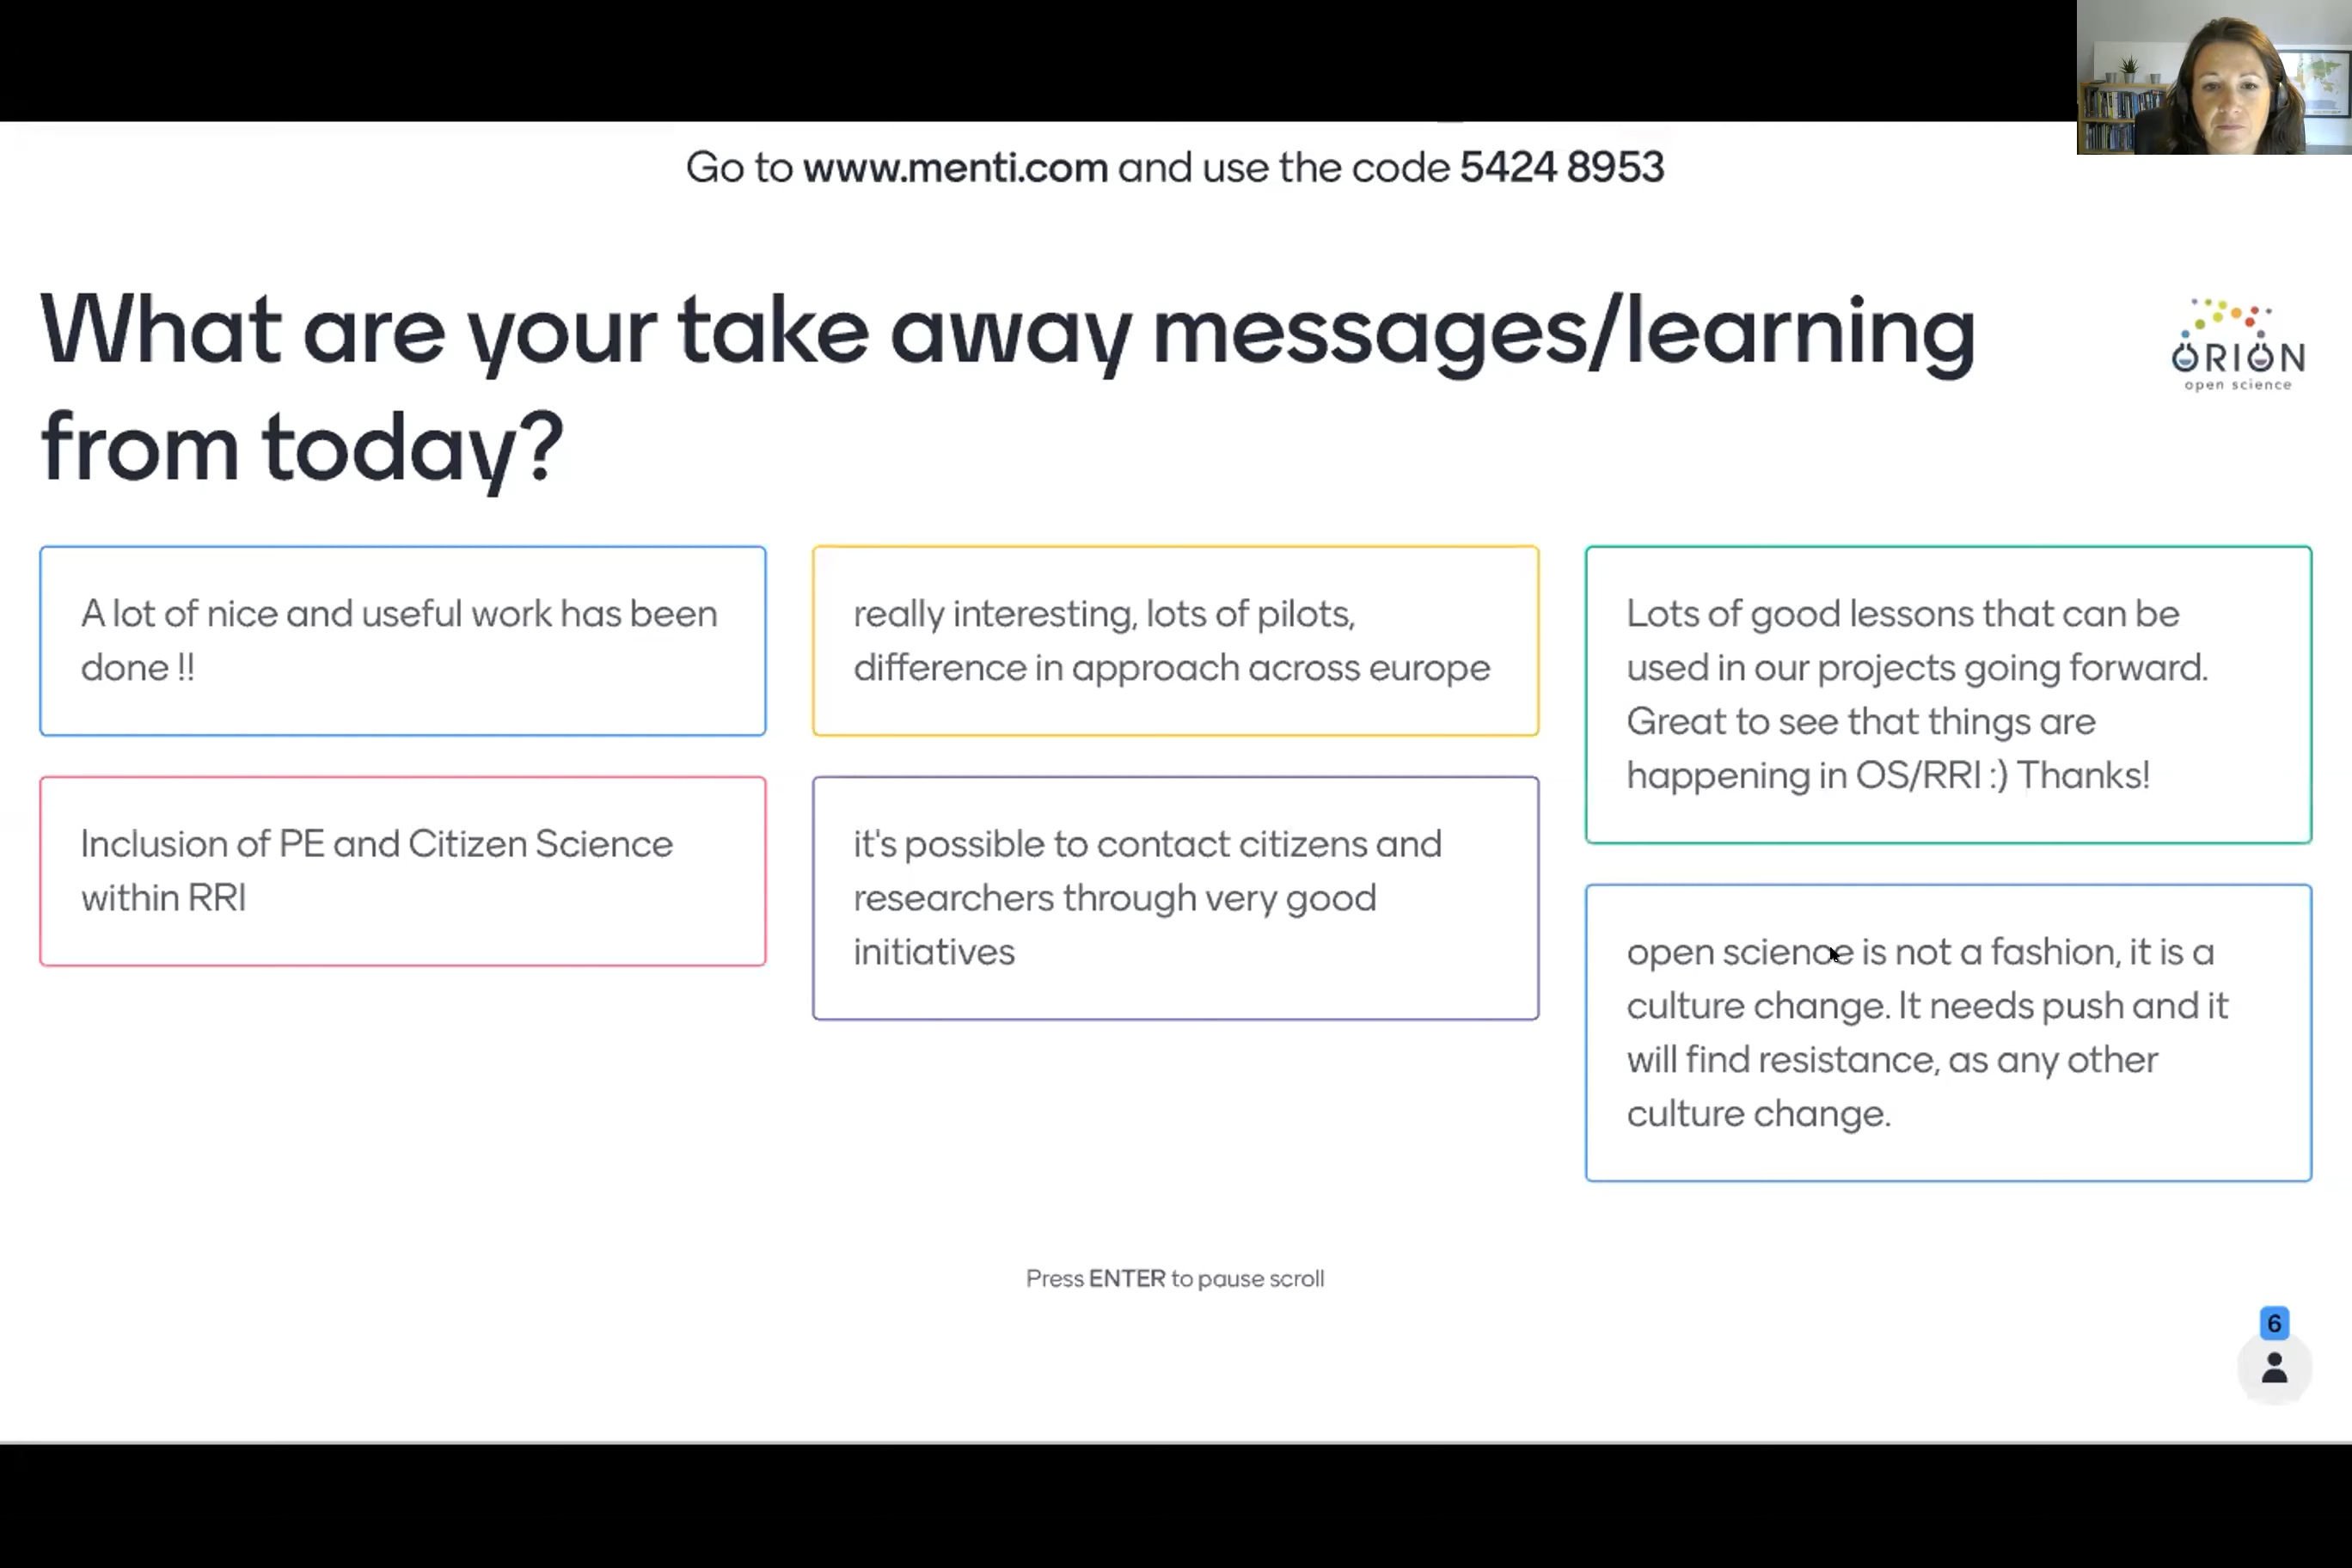 Go to www.menti.com and use the code 5424 8953
What are your take away messages/learning
from today?
ORION
open science
A lot of nice and useful work has been
done !!
Inclusion of PE and Citizen Science
within RRI
really interesting, lots of pilots,
difference in approach across europe
it's possible to contact citizens and
researchers through very good
initiatives
Lots of good lessons that can be
used in our projects going forward.
Great to see that things are
happening in OS/RRI :) Thanks!
open science is not a fashion, it is a
culture change. It needs push and it
will find resistance, as any other
culture change.
Press ENTER to pause scroll
6